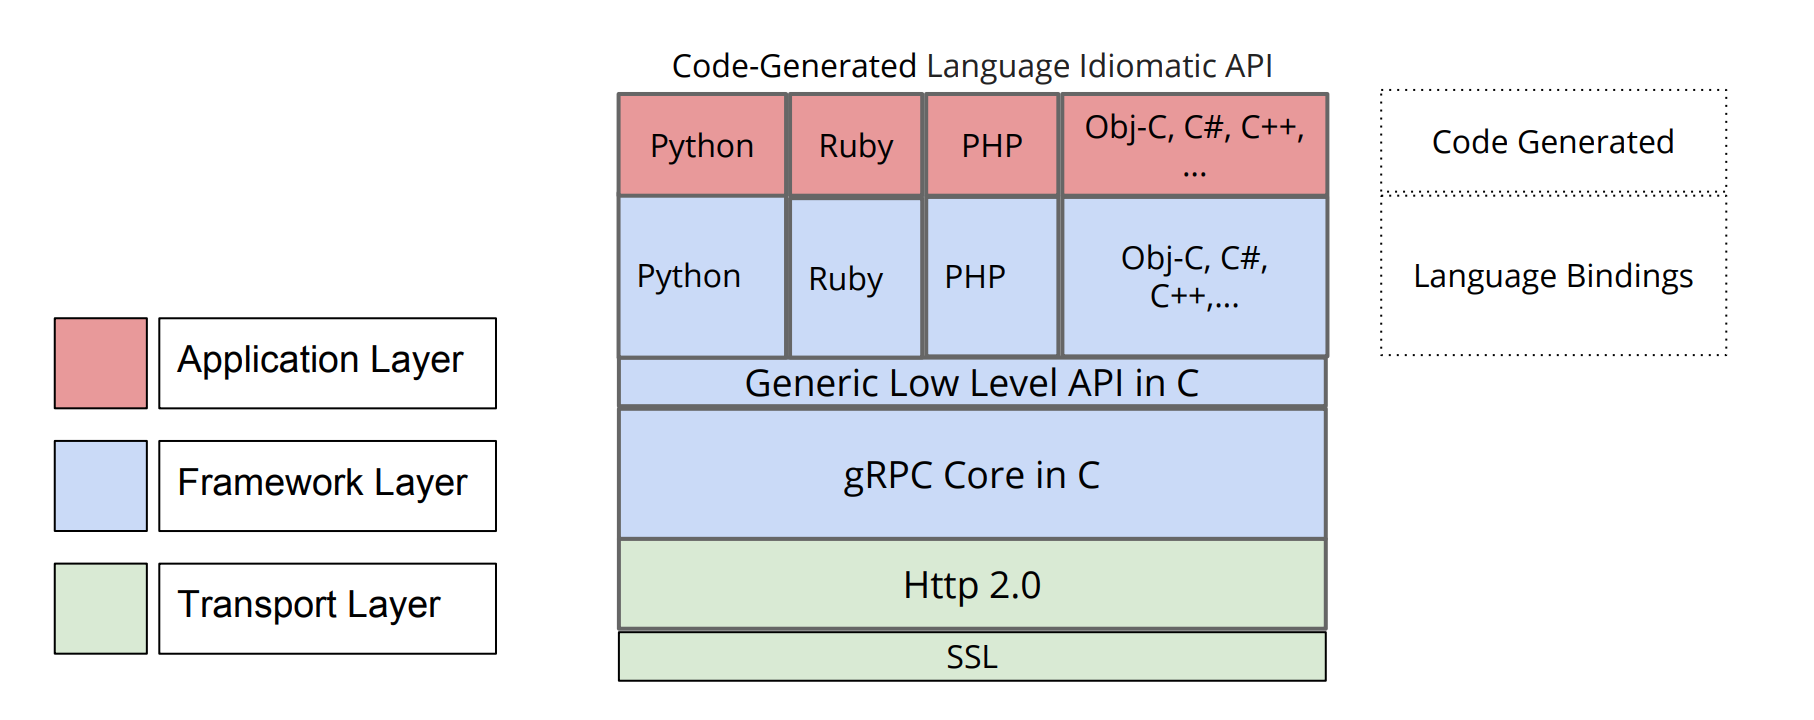 Code-Generated Language Idiomatic API
Python
Ruby
PHP
Obj-C, C#, C++,
...
Code Generated
Python
Ruby
PHP
Obj-C, C#,
C++,...
Language Bindings
Application Layer
Generic Low Level API in C
Framework Layer
gRPC Core in C
Transport Layer
Http 2.0
SSL